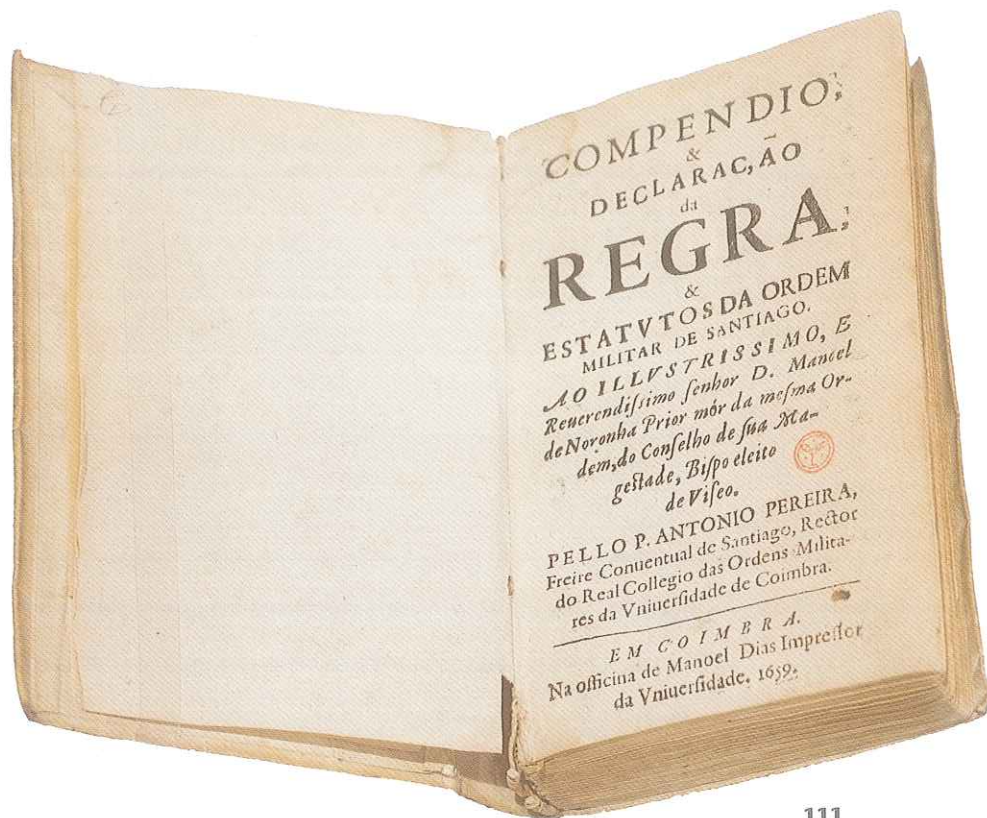 COMPENDIO,
&
DECLARAC,ÃO
da
REGRA,
&
ESTATVTOS DA ORDEM
MILITAR DE SANTIAGO.
AO ILLVSTRISSIMO, E
Reuerendiſsimo ſenhor D. Manoel
de Noronha Prior mór da meſma Or-
dem, do Conſelho de ſua Ma-
geſtade, Biſpo eleito
de Viſeo.
PELLO P. ANTONIO PEREIRA,
Freire Conuentual de Santiago, Rector
do Real Collegio das Ordens Milita-
res da Vniuerſidade de Coimbra.
EM COIMBRA.
Na officina de Manoel Dias Impreſſor
da Vniuerſidade. 1659.
111